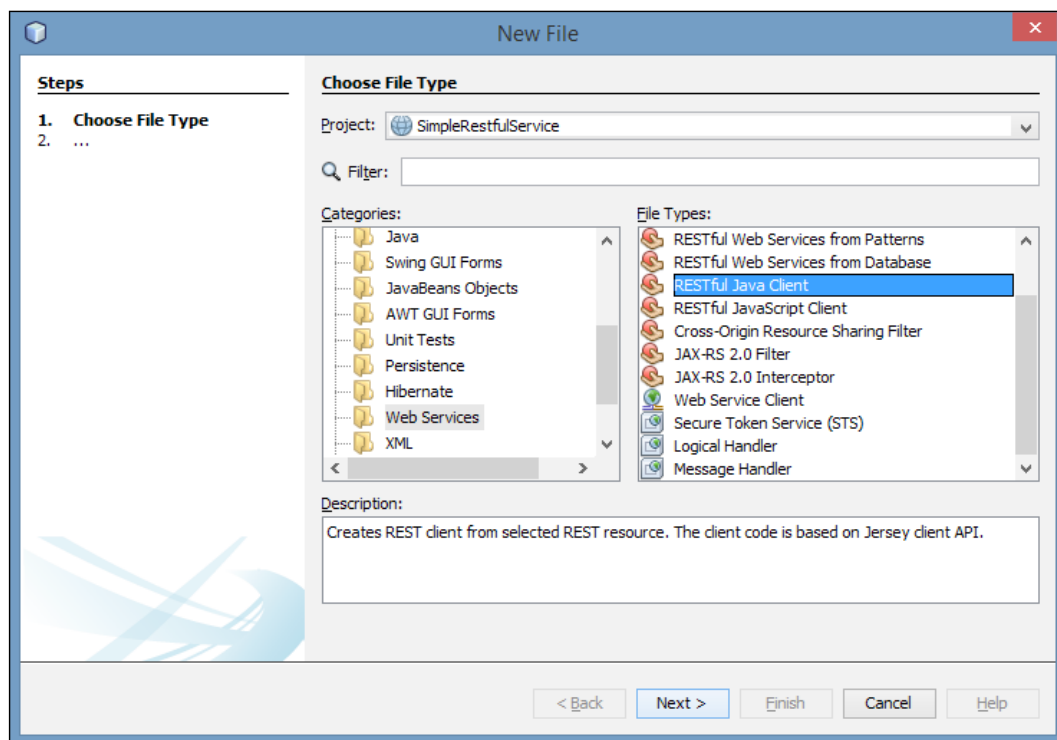 New File
Steps
1. Choose File Type
2. ...
Choose File Type
Project: SimpleRestfulService
Filter:
Categories:
Java
Swing GUI Forms
JavaBeans Objects
AWT GUI Forms
Unit Tests
Persistence
Hibernate
Web Services
XML
File Types:
RESTful Web Services from Patterns
RESTful Web Services from Database
RESTful Java Client
RESTful JavaScript Client
Cross-Origin Resource Sharing Filter
JAX-RS 2.0 Filter
JAX-RS 2.0 Interceptor
Web Service Client
Secure Token Service (STS)
Logical Handler
Message Handler
Description:
Creates REST client from selected REST resource. The client code is based on Jersey client API.
< Back Next > Finish Cancel Help